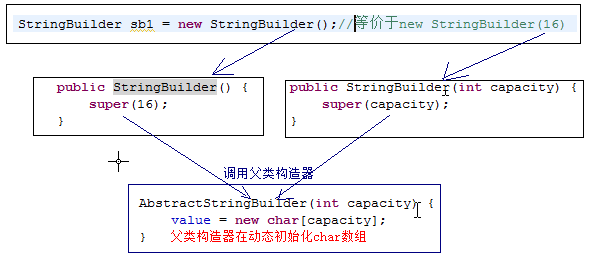 StringBuilder sb1 = new StringBuilder();//等价于new StringBuilder(16)
public StringBuilder() {
super(16);
}
public StringBuilder(int capacity) {
super(capacity);
}
调用父类构造器
AbstractStringBuilder(int capacity) {
value = new char[capacity];
} 父类构造器在动态初始化char数组